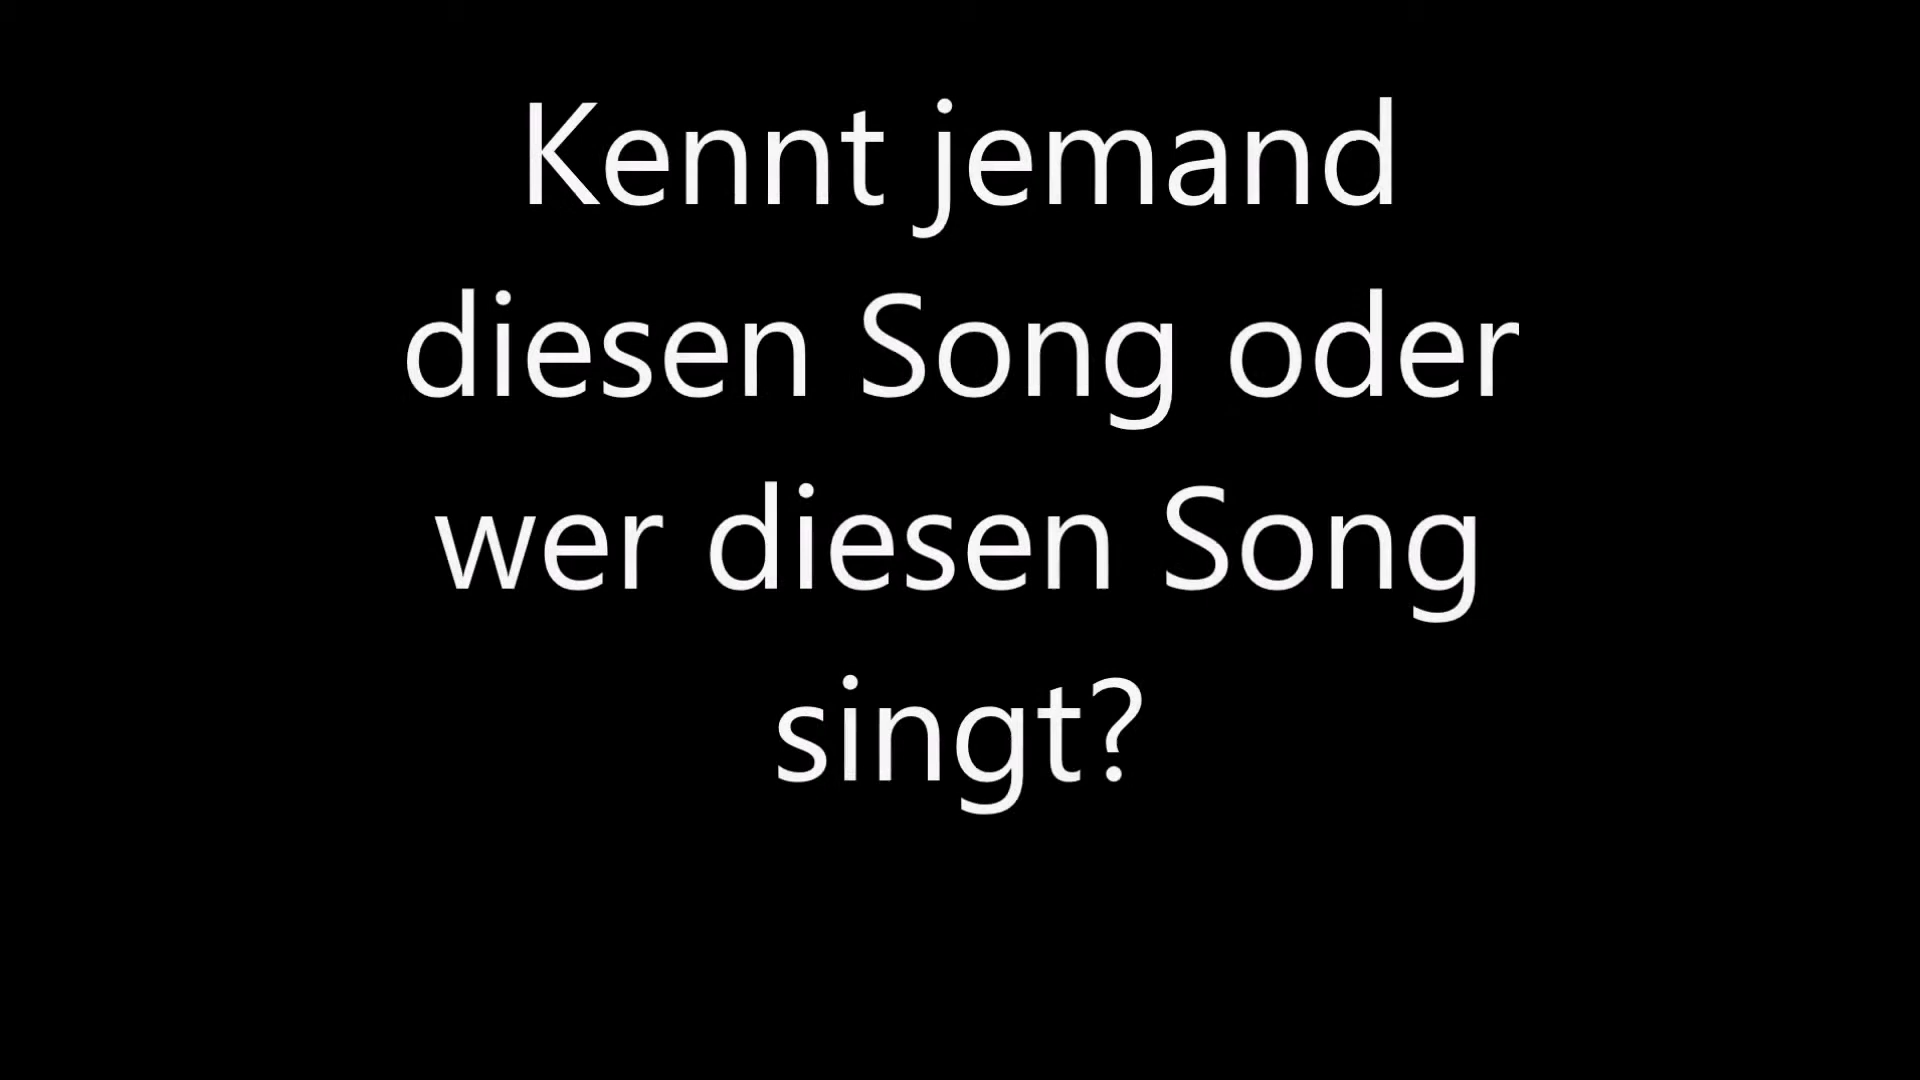 Kennt jemand
diesen Song oder
wer diesen Song
singt?